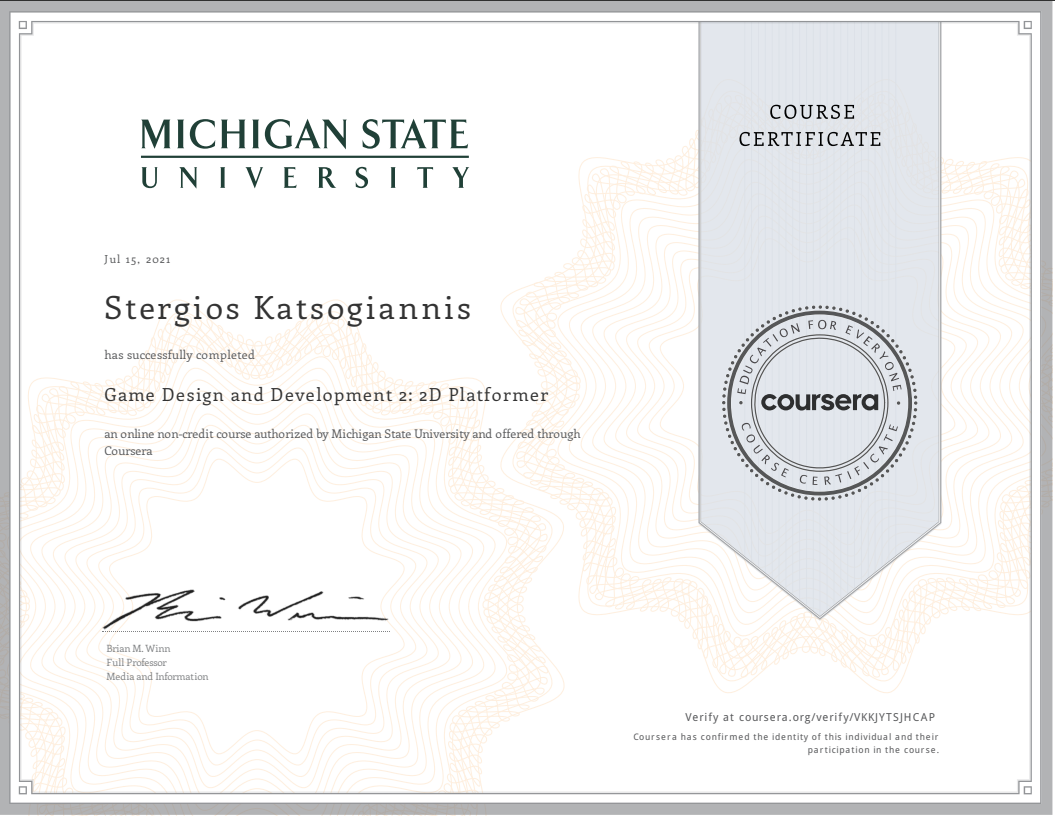 MICHIGAN STATE
UNIVERSITY
COURSE
CERTIFICATE
Jul 15, 2021
Stergios Katsogiannis
has successfully completed
Game Design and Development 2: 2D Platformer
an online non-credit course authorized by Michigan State University and offered through
Coursera
EDUCATION FOR EVERYONE
coursera
COURSE CERTIFICATE
Brian M. Winn
Full Professor
Media and Information
Verify at coursera.org/verify/VKKJYTSJHCAP
Coursera has confirmed the identity of this individual and their
participation in the course.